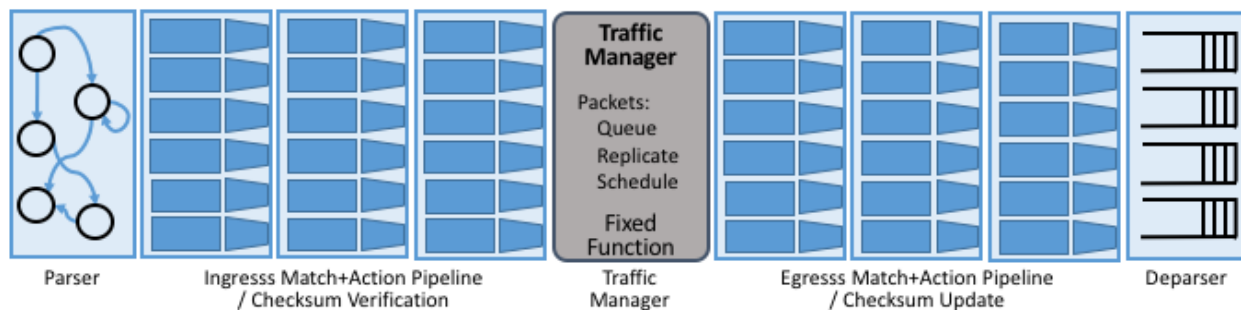 Traffic
Manager
Packets:
Queue
Replicate
Schedule
Fixed
Function
Parser
Ingresss Match+Action Pipeline
/ Checksum Verification
Traffic
Manager
Egresss Match+Action Pipeline
/ Checksum Update
Deparser